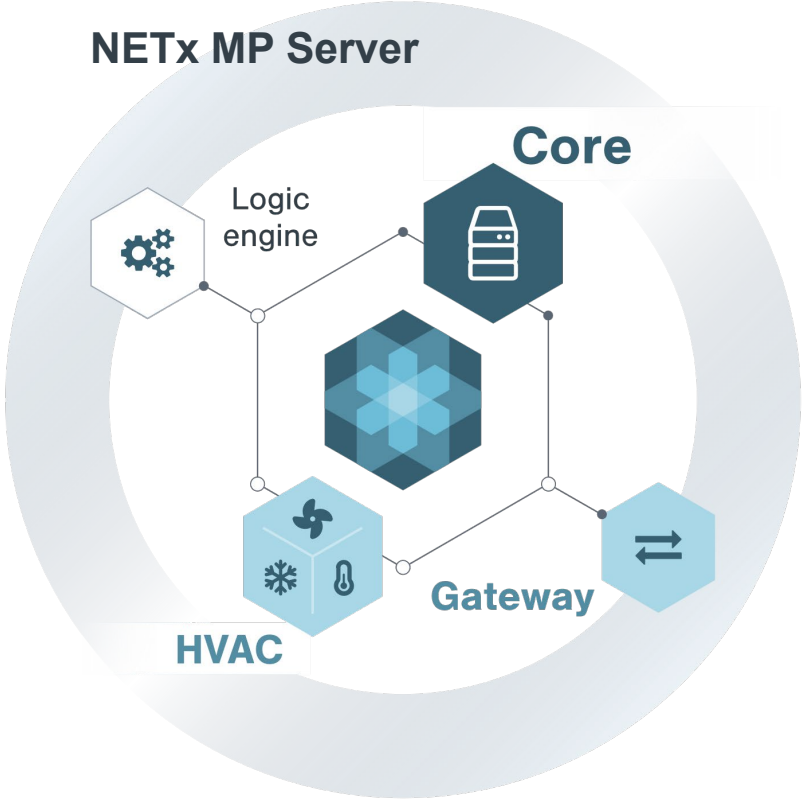 NETx MP Server
Core
Logic
engine
Gateway
HVAC